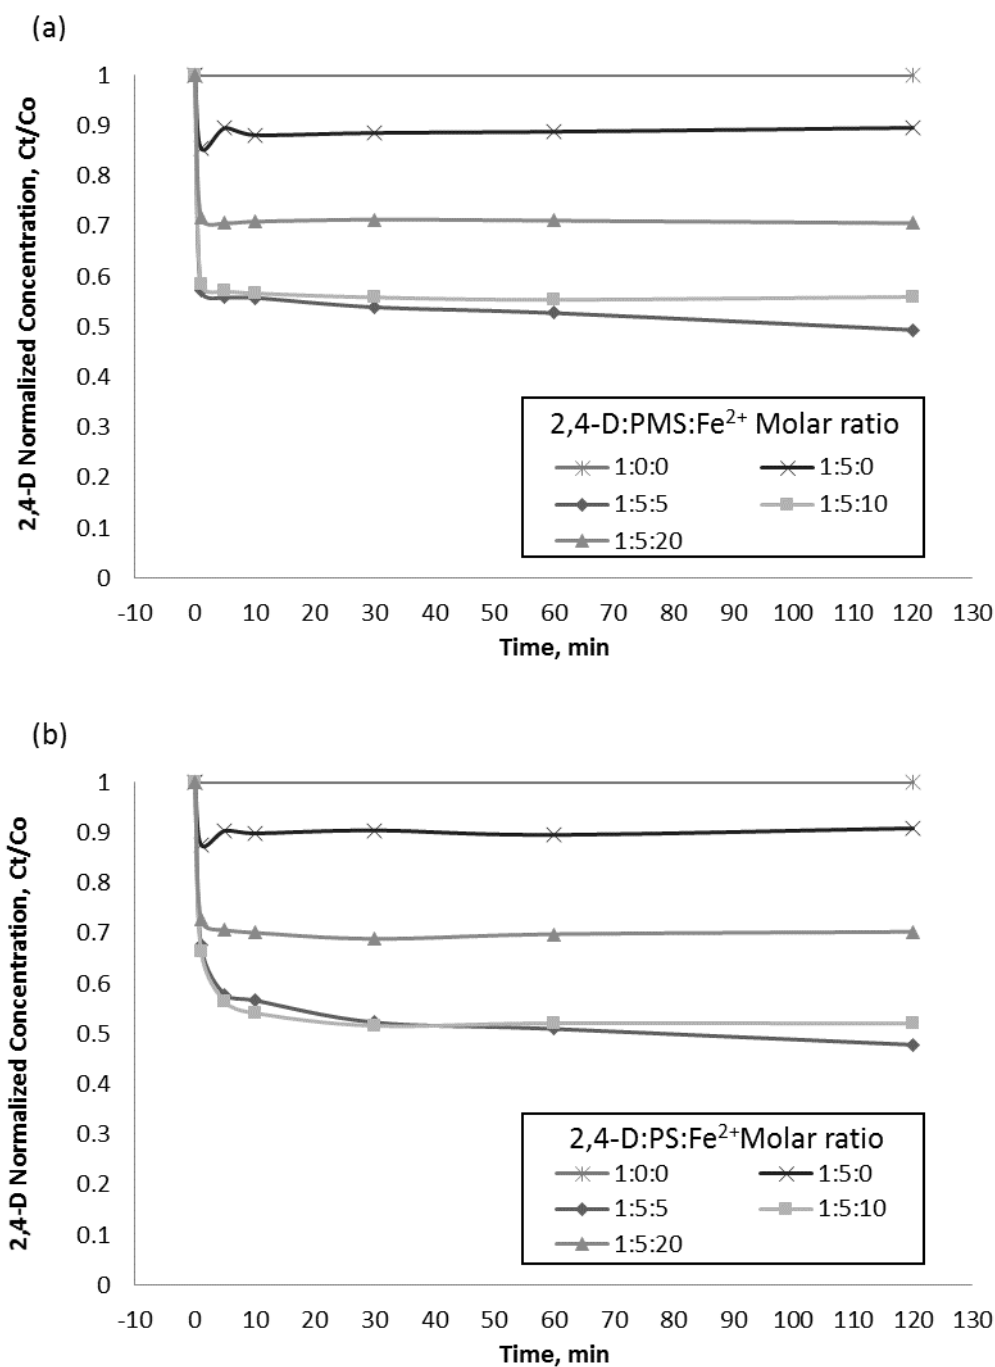 (a)
2,4-D Normalized Concentration, Ct/Co
1
0.9
0.8
0.7
0.6
0.5
0.4
0.3
0.2
0.1
0
-10 0 10 20 30 40 50 60 70 80 90 100 110 120 130
Time, min
2,4-D:PMS:Fe²⁺ Molar ratio
1:0:0 1:5:0
1:5:5 1:5:10
1:5:20
(b)
2,4-D Normalized Concentration, Ct/Co
1
0.9
0.8
0.7
0.6
0.5
0.4
0.3
0.2
0.1
0
-10 0 10 20 30 40 50 60 70 80 90 100 110 120 130
Time, min
2,4-D:PS:Fe²⁺Molar ratio
1:0:0 1:5:0
1:5:5 1:5:10
1:5:20